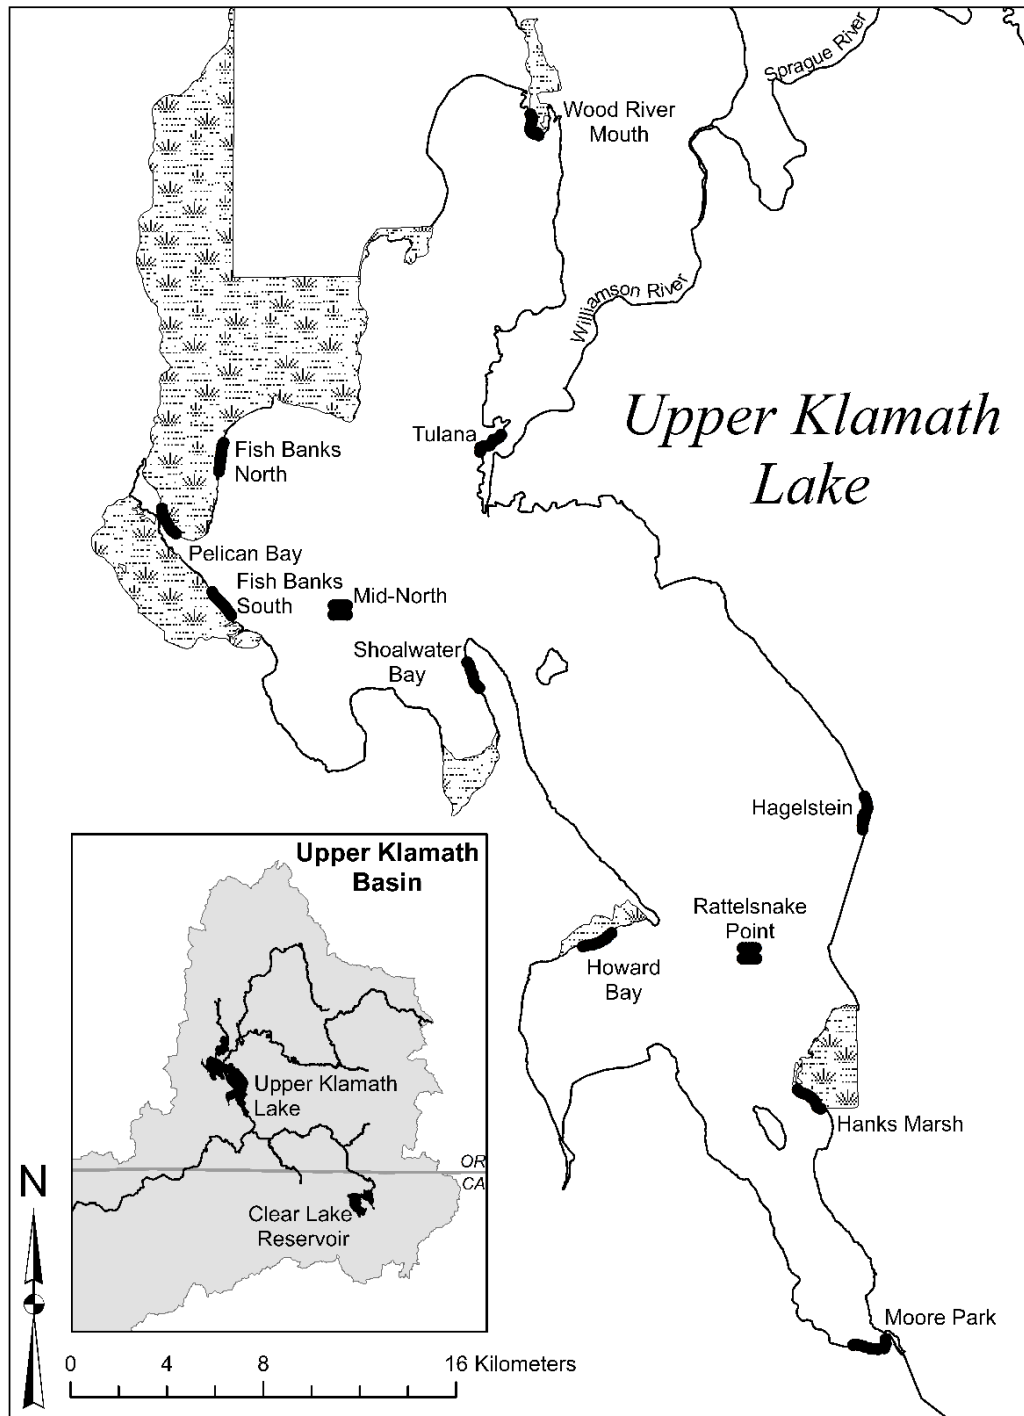 Sprague River
Wood River
Mouth
Williamson River
Upper Klamath
Lake
Tulana
Fish Banks
North
Pelican Bay
Fish Banks
South
Mid-North
Shoalwater
Bay
Hagelstein
Rattelsnake
Point
Howard
Bay
Hanks Marsh
Moore Park
Upper Klamath
Basin
Upper Klamath
Lake
OR
CA
Clear Lake
Reservoir
N
0 4 8 16 Kilometers